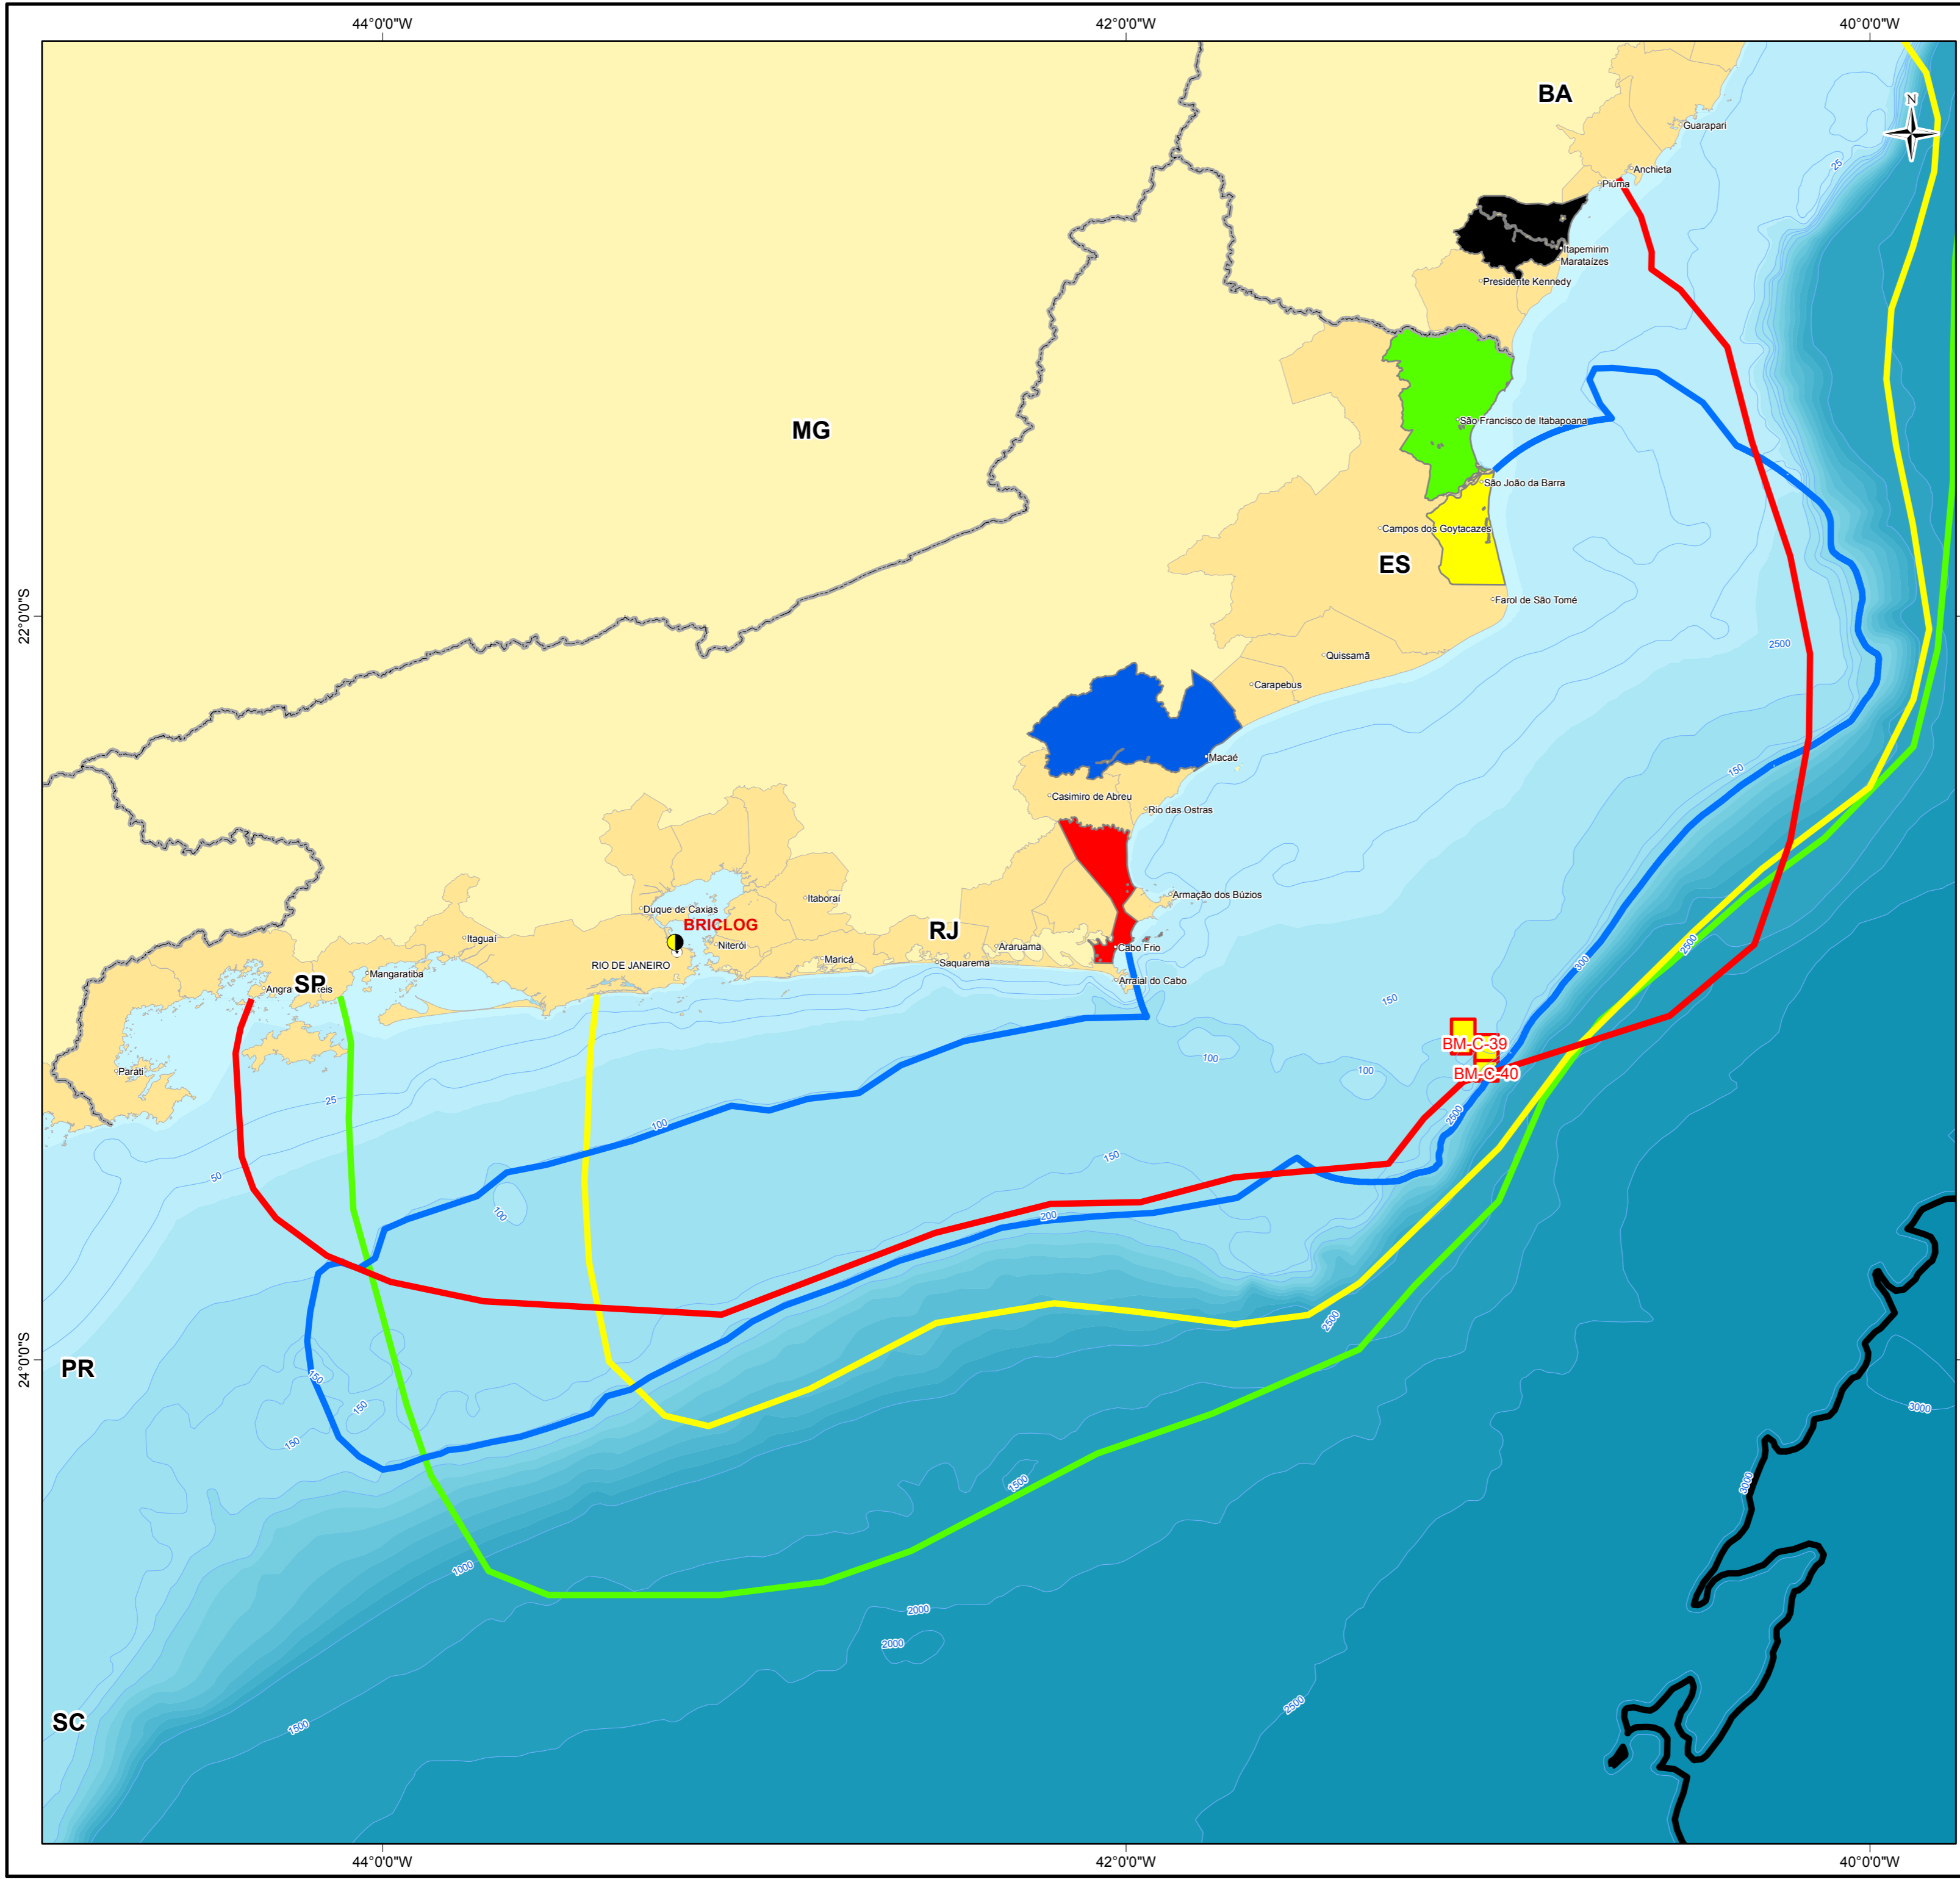 44°0'0"W
42°0'0"W
40°0'0"W
BA
N
Guarapari
25
Anchieta
Piúma
Itapemirim
Marataízes
Presidente Kennedy
MG
São Francisco de Itabapoana
São João da Barra
Campos dos Goytacazes
ES
Farol de São Tomé
22°0'0"S
2500
Quissamã
Carapebus
Macaé
150
Casimiro de Abreu
Rio das Ostras
Armação dos Búzios
Itaboraí
Duque de Caxias
BRICLOG
RJ
Itaguaí
Niterói
2500
Araruama
Cabo Frio
Maricá
RIO DE JANEIRO
Saquarema
300
Mangaratiba
SP
Arraial do Cabo
Angra
eis
150
BM-C-39
100
100
Parati
BM-C-40
25
2500
100
150
50
100
200
2500
24°0'0"S
PR
150
150
3000
150
1500
3000
1000
2000
2000
2500
SC
1500
44°0'0"W
42°0'0"W
40°0'0"W